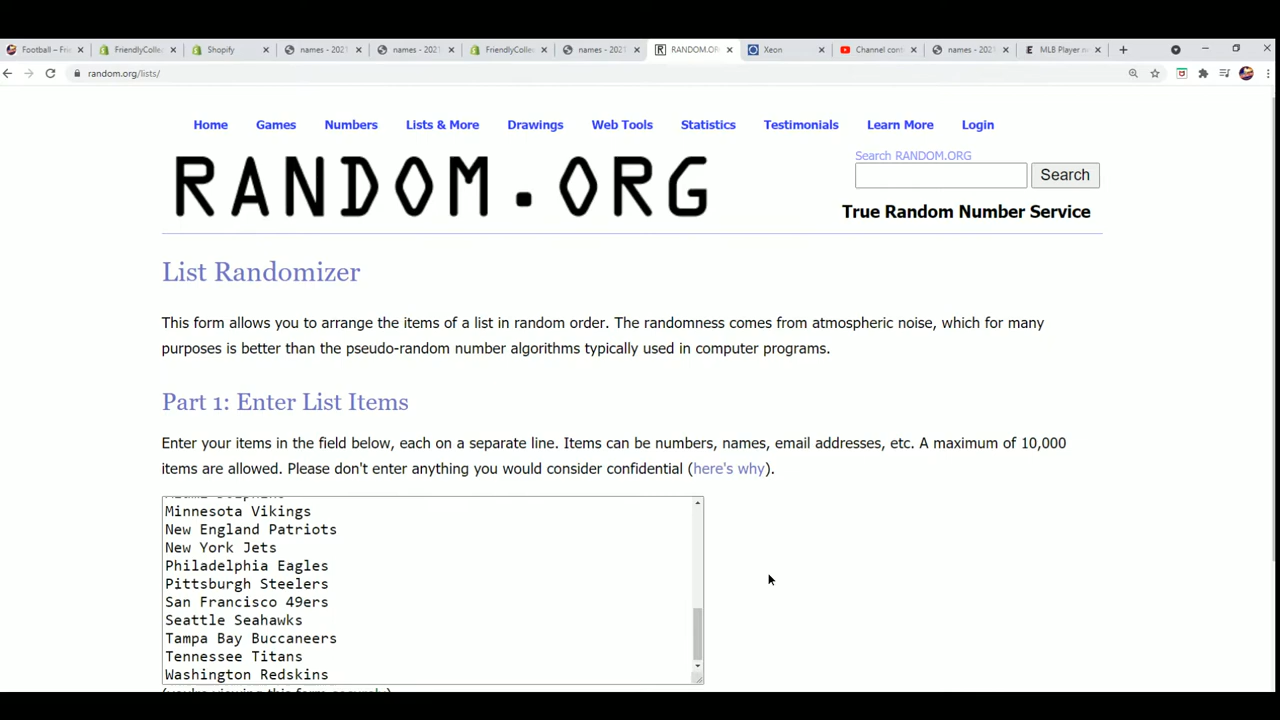 Football – Fri
FriendlyColle
Shopify
names - 2021
names - 2021
FriendlyColle
names - 2021
RANDOM.OR
Xeon
Channel cont
names - 2021
MLB Player n
random.org/lists/
Home Games Numbers Lists & More Drawings Web Tools Statistics Testimonials Learn More Login
RANDOM.ORG
Search RANDOM.ORG
Search
True Random Number Service
List Randomizer
This form allows you to arrange the items of a list in random order. The randomness comes from atmospheric noise, which for many
purposes is better than the pseudo-random number algorithms typically used in computer programs.
Part 1: Enter List Items
Enter your items in the field below, each on a separate line. Items can be numbers, names, email addresses, etc. A maximum of 10,000
items are allowed. Please don't enter anything you would consider confidential (here's why).
Minnesota Vikings
New England Patriots
New York Jets
Philadelphia Eagles
Pittsburgh Steelers
San Francisco 49ers
Seattle Seahawks
Tampa Bay Buccaneers
Tennessee Titans
Washington Redskins